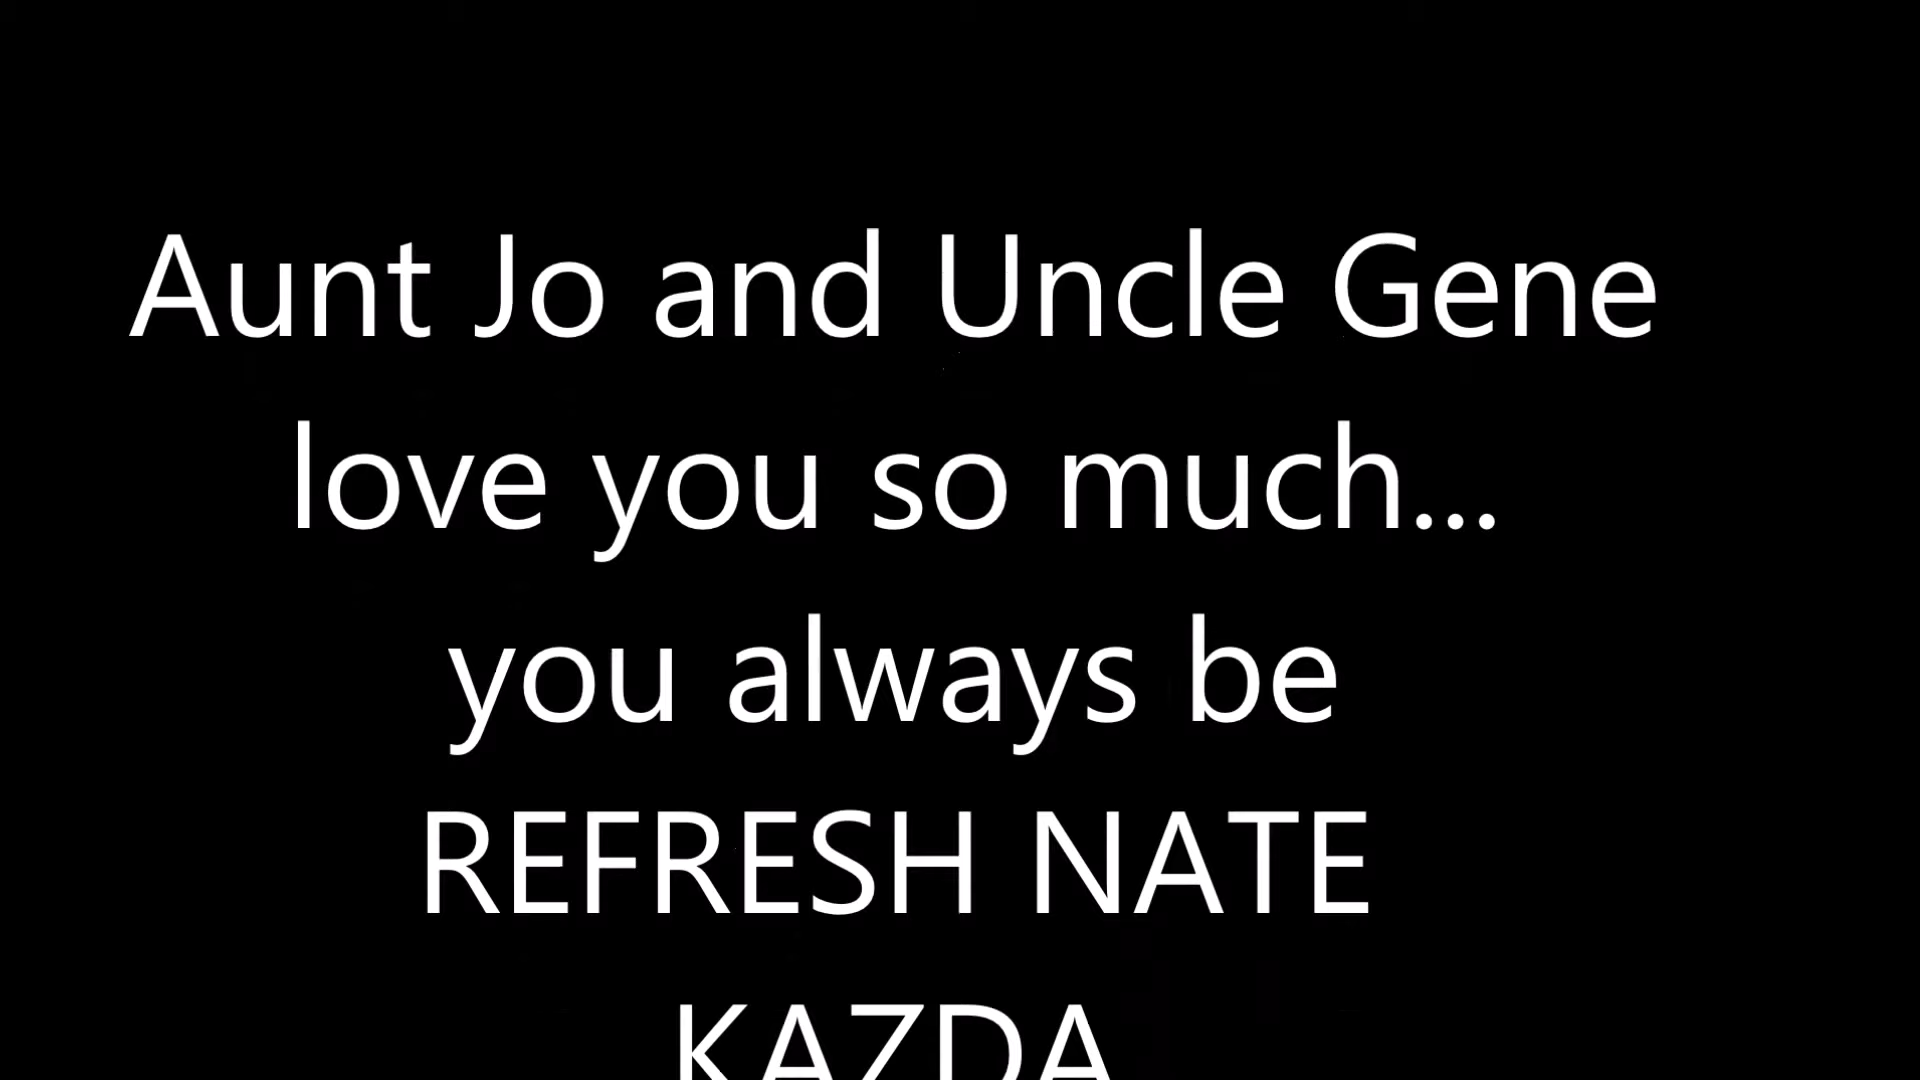 Aunt Jo and Uncle Gene
love you so much...
you always be
REFRESH NATE
KAZDA